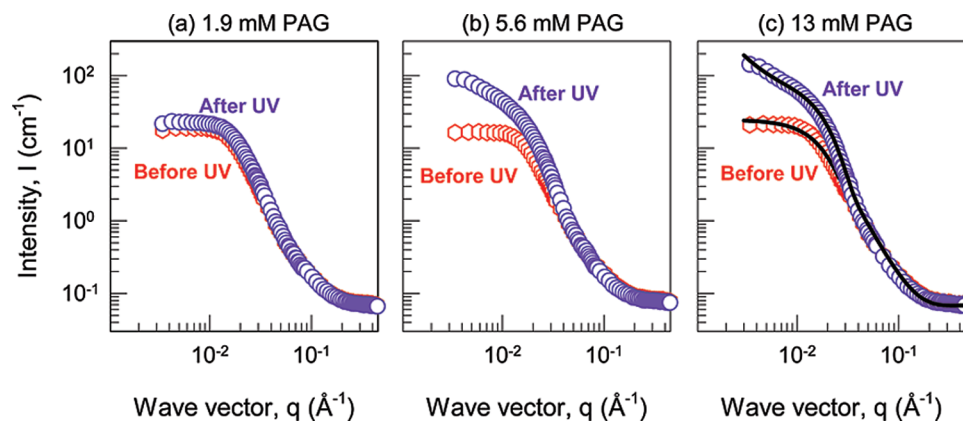 (a) 1.9 mM PAG
(b) 5.6 mM PAG
(c) 13 mM PAG
Intensity, I (cm⁻¹)
10²
10¹
10⁰
10⁻¹
After UV
Before UV
After UV
Before UV
After UV
Before UV
10⁻² 10⁻¹
10⁻² 10⁻¹
10⁻² 10⁻¹
Wave vector, q (Å⁻¹)
Wave vector, q (Å⁻¹)
Wave vector, q (Å⁻¹)